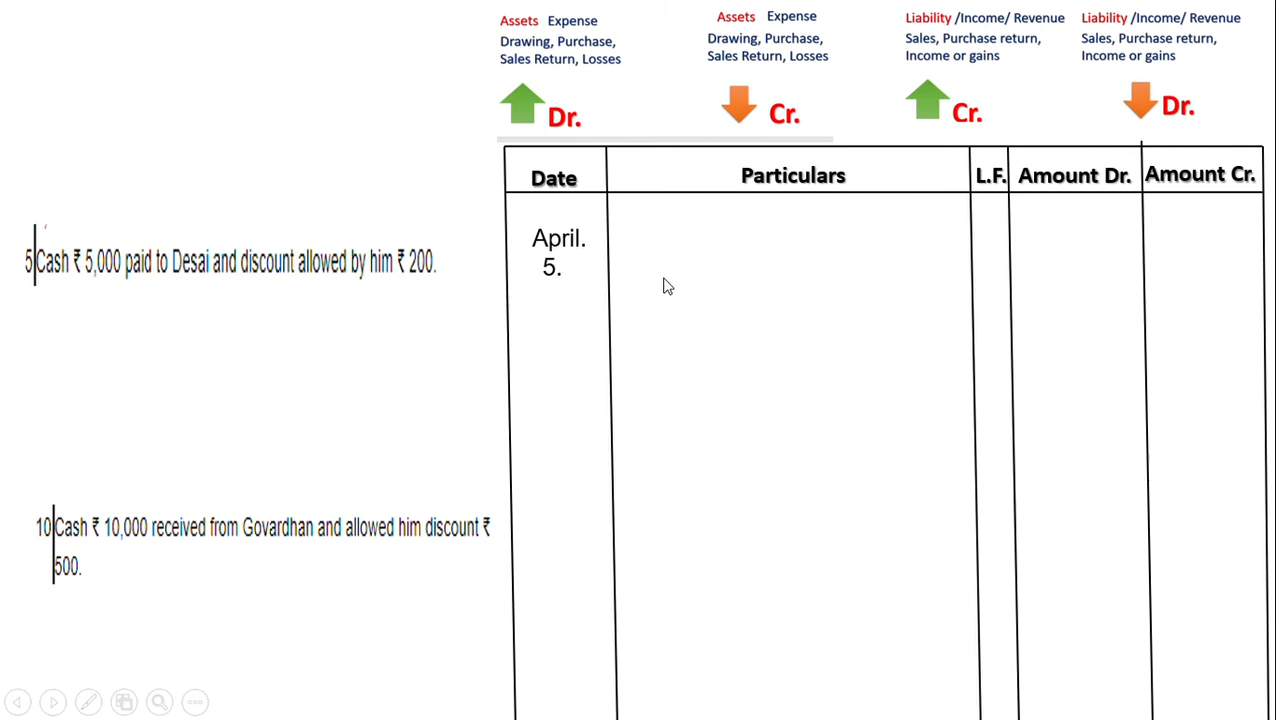 Assets Expense
Drawing, Purchase,
Sales Return, Losses
Dr.
Assets Expense
Drawing, Purchase,
Sales Return, Losses
Cr.
Liability /Income/ Revenue
Sales, Purchase return,
Income or gains
Cr.
Liability /Income/ Revenue
Sales, Purchase return,
Income or gains
Dr.
Date Particulars L.F. Amount Dr. Amount Cr.
April.
5.
5 Cash ₹ 5,000 paid to Desai and discount allowed by him ₹ 200.
10 Cash ₹ 10,000 received from Govardhan and allowed him discount ₹
500.